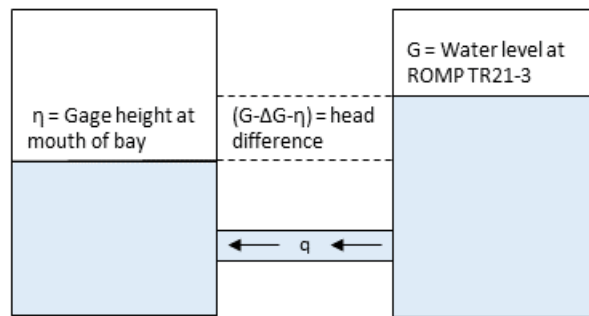 η = Gage height at
mouth of bay
(G-ΔG-η) = head
difference
G = Water level at
ROMP TR21-3
q